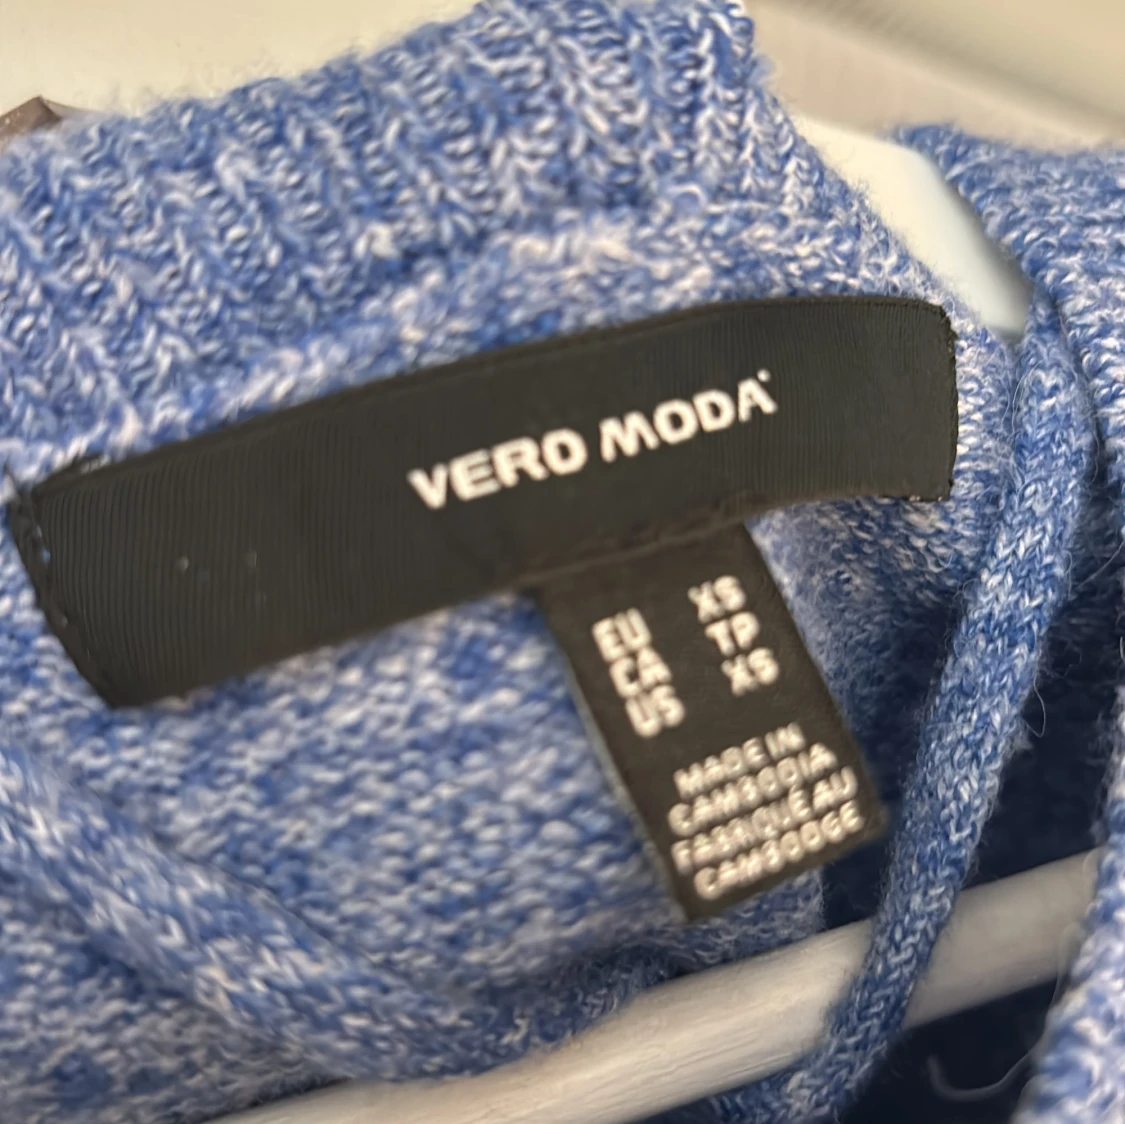 VERO MODA
EU XS
CA TP
US XS
MADE IN
CAMBODIA
FABRIQUÉ AU
CAMBODGE